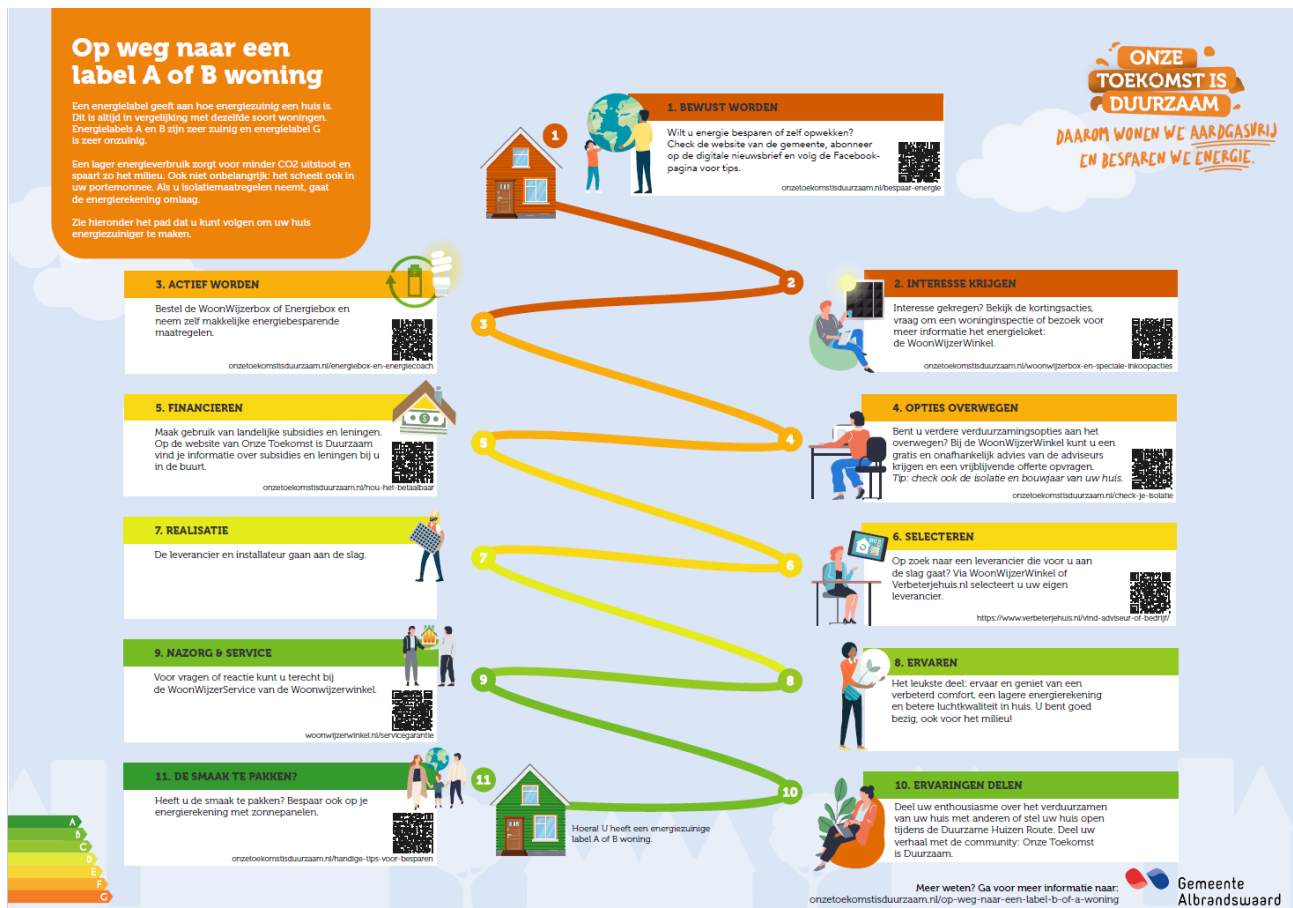 Op weg naar een
label A of B woning
Een energielabel geeft aan hoe energiezuinig een huis is.
Dit is altijd in vergelijking met dezelfde soort woningen.
Energielabels A en B zijn zeer zuinig en energielabel G
is zeer onzuinig.
Een lager energieverbruik zorgt voor minder CO2 uitstoot en
spaart zo het milieu. Ook niet onbelangrijk: het scheelt ook in
uw portemonnee. Als u isolatiemaatregelen neemt, gaat
de energierekening omlaag.
Zie hieronder het pad dat u kunt volgen om uw huis
energiezuiniger te maken.
ONZE
TOEKOMST IS
DUURZAAM
DAAROM WONEN WE AARDGASVRIJ
EN BESPAREN WE ENERGIE.
1
1. BEWUST WORDEN
Wilt u energie besparen of zelf opwekken?
Check de website van de gemeente, abonneer
op de digitale nieuwsbrief en volg de Facebook-
pagina voor tips.
onzetoekomstisduurzaam.nl/bespaar-energie
2
2. INTERESSE KRIJGEN
Interesse gekregen? Bekijk de kortingsacties,
vraag om een woninginspectie of bezoek voor
meer informatie het energieloket:
de WoonWijzerWinkel.
onzetoekomstisduurzaam.nl/woonwijzerbox-en-speciale-inkoopacties
3. ACTIEF WORDEN
Bestel de WoonWijzerbox of Energiebox en
neem zelf makkelijke energiebesparende
maatregelen.
onzetoekomstisduurzaam.nl/energiebox-en-energiecoach
3
4
4. OPTIES OVERWEGEN
Bent u verdere verduurzamingsopties aan het
overwegen? Bij de WoonWijzerWinkel kunt u een
gratis en onafhankelijk advies van de adviseurs
krijgen en een vrijblijvende offerte opvragen.
Tip: check ook de isolatie en bouwjaar van uw huis.
onzetoekomstisduurzaam.nl/check-je-isolatie
5. FINANCIEREN
Maak gebruik van landelijke subsidies en leningen.
Op de website van Onze Toekomst is Duurzaam
vind je informatie over subsidies en leningen bij u
in de buurt.
onzetoekomstisduurzaam.nl/hou-het-betaalbaar
5
6
6. SELECTEREN
Op zoek naar een leverancier die voor u aan
de slag gaat? Via WoonWijzerWinkel of
Verbeterjehuis.nl selecteert u uw eigen
leverancier.
https://www.verbeterjehuis.nl/vind-adviseur-of-bedrijf/
7. REALISATIE
De leverancier en installateur gaan aan de slag.
7
8
8. ERVAREN
Het leukste deel: ervaar en geniet van een
verbeterd comfort, een lagere energierekening
en betere luchtkwaliteit in huis. U bent goed
bezig, ook voor het milieu!
9. NAZORG & SERVICE
Voor vragen of reactie kunt u terecht bij
de WoonWijzerService van de Woonwijzerwinkel.
woonwijzerwinkel.nl/servicegarantie
9
10
10. ERVARINGEN DELEN
Deel uw enthousiasme over het verduurzamen
van uw huis met anderen of stel uw huis open
tijdens de Duurzame Huizen Route. Deel uw
verhaal met de community: Onze Toekomst
is Duurzaam.
11. DE SMAAK TE PAKKEN?
Heeft u de smaak te pakken? Bespaar ook op je
energierekening met zonnepanelen.
onzetoekomstisduurzaam.nl/handige-tips-voor-besparen
11
Hoera! U heeft een energiezuinige
label A of B woning.
A
B
C
D
E
F
G
Meer weten? Ga voor meer informatie naar:
onzetoekomstisduurzaam.nl/op-weg-naar-een-label-b-of-a-woning
Gemeente
Albrandswaard